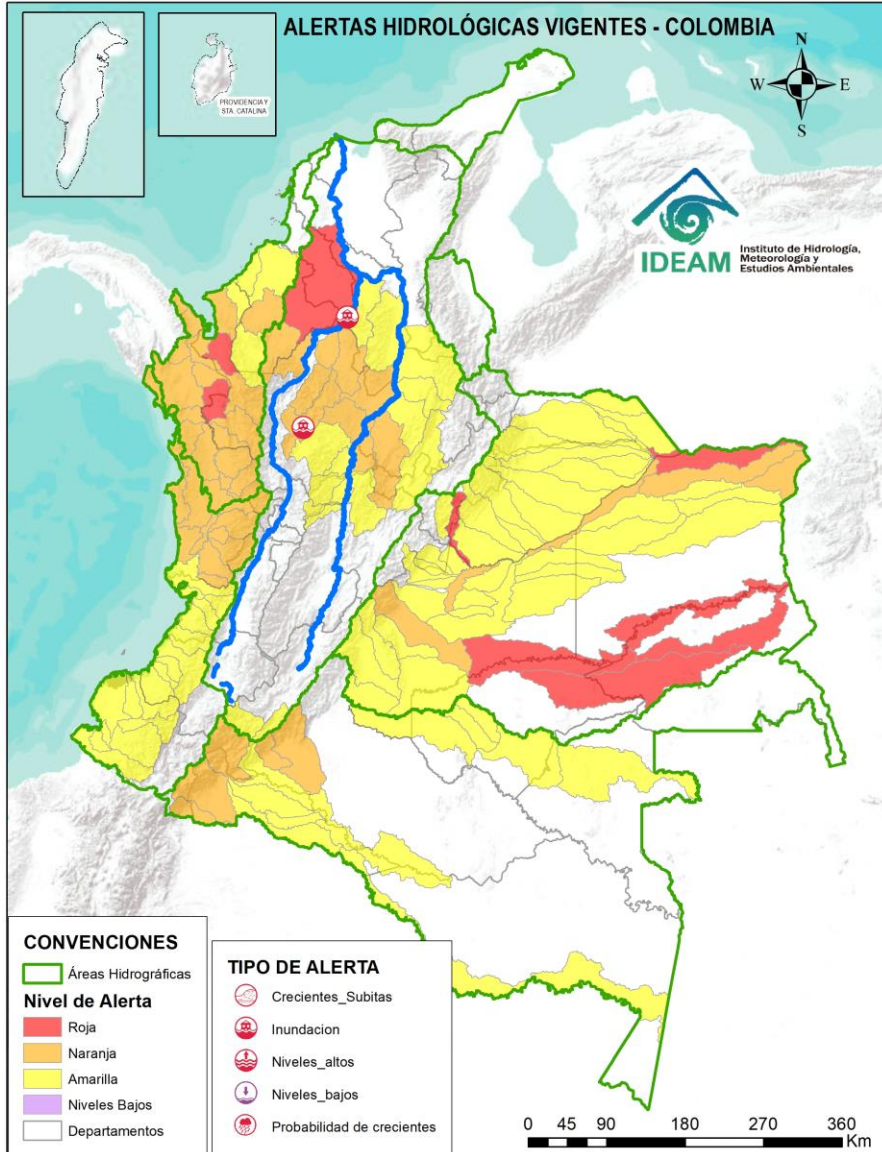 ALERTAS HIDROLÓGICAS VIGENTES - COLOMBIA
PROVIDENCIA Y
STA. CATALINA
N
W
E
S
IDEAM
Instituto de Hidrología,
Meteorología y
Estudios Ambientales
CONVENCIONES
Áreas Hidrográficas
Nivel de Alerta
Roja
Naranja
Amarilla
Niveles Bajos
Departamentos
TIPO DE ALERTA
Crecientes_Subitas
Inundacion
Niveles_altos
Niveles_bajos
Probabilidad de crecientes
0 45 90 180 270 360
Km